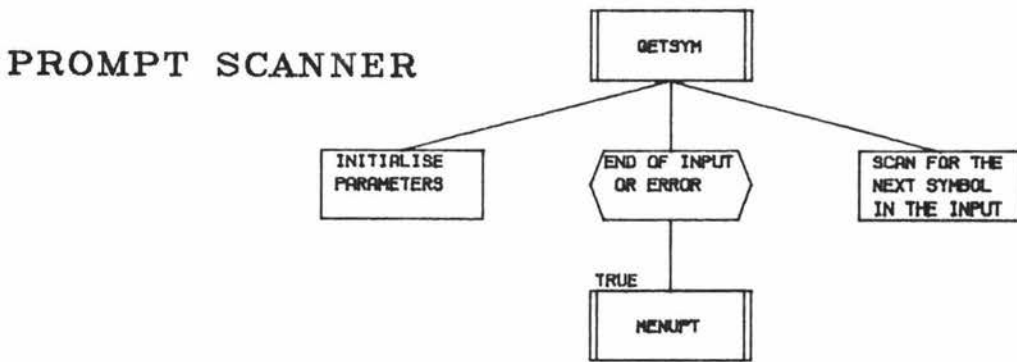 PROMPT SCANNER
GETSYM
INITIALISE
PARAMETERS
END OF INPUT
OR ERROR
SCAN FOR THE
NEXT SYMBOL
IN THE INPUT
TRUE
MENUPT